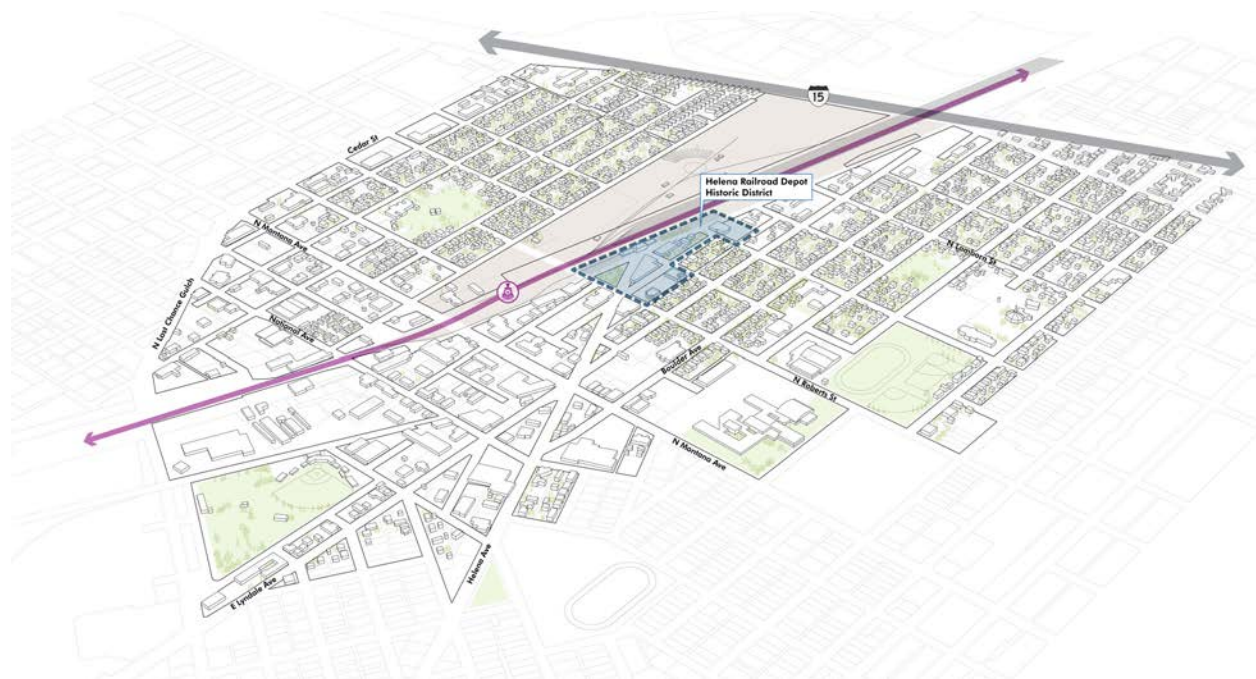 15
Cedar St
Helena Railroad Depot
Historic District
N Montana Ave
N Lamborn St
N Last Chance Gulch
National Ave
Boulder Ave
N Roberts St
N Montana Ave
Helena Ave
E Lyndale Ave